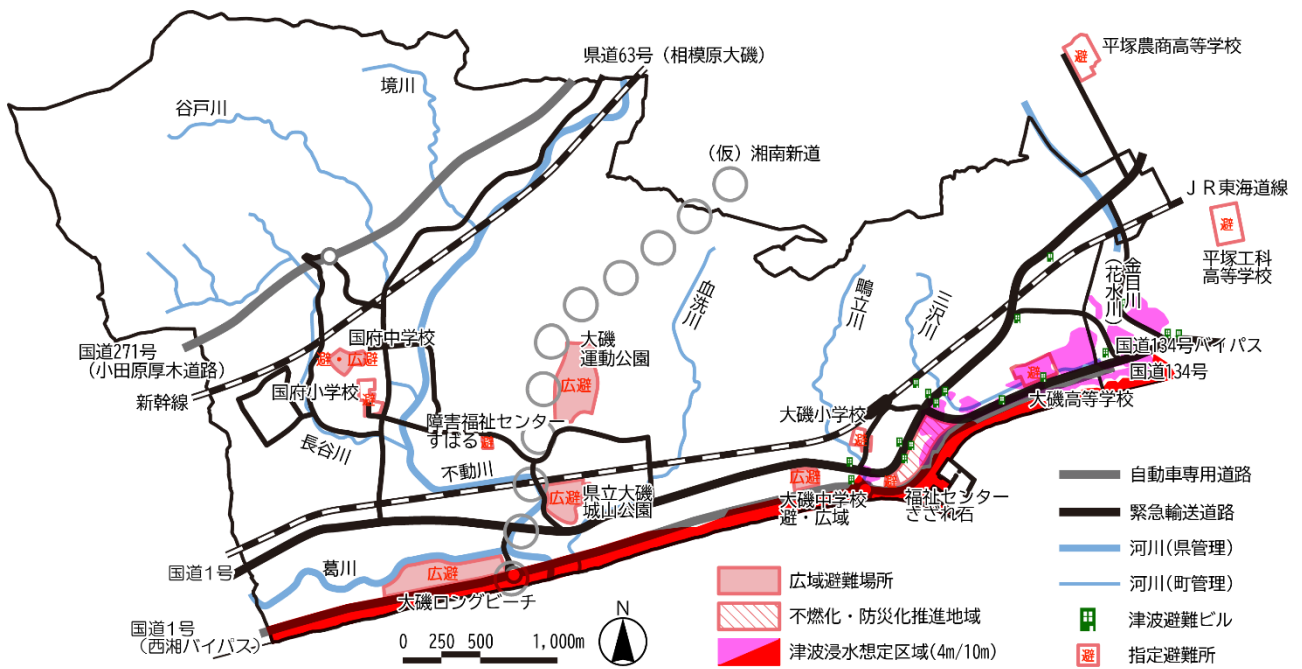 県道63号（相模原大磯）
平塚農商高等学校
避
境川
谷戸川
（仮）湘南新道
ＪＲ東海道線
避
平塚工科
高等学校
金目川
（花水川）
血洗川
鴫立川
三沢川
国道271号
（小田原厚木道路）
新幹線
国府中学校
避・広避
国府小学校
避
大磯
運動公園
広避
国道134号バイパス
国道134号
避
大磯高等学校
大磯小学校
避
障害福祉センター
すばる
避
長谷川
不動川
広避
県立大磯
城山公園
広避
大磯中学校
避・広域
避
福祉センター
さざれ石
国道1号
葛川
広避
大磯ロングビーチ
国道1号
（西湘バイパス）
0 250 500 1,000m
N
自動車専用道路
緊急輸送道路
河川(県管理)
河川(町管理)
津波避難ビル
避
指定避難所
広域避難場所
不燃化・防災化推進地域
津波浸水想定区域(4m/10m)